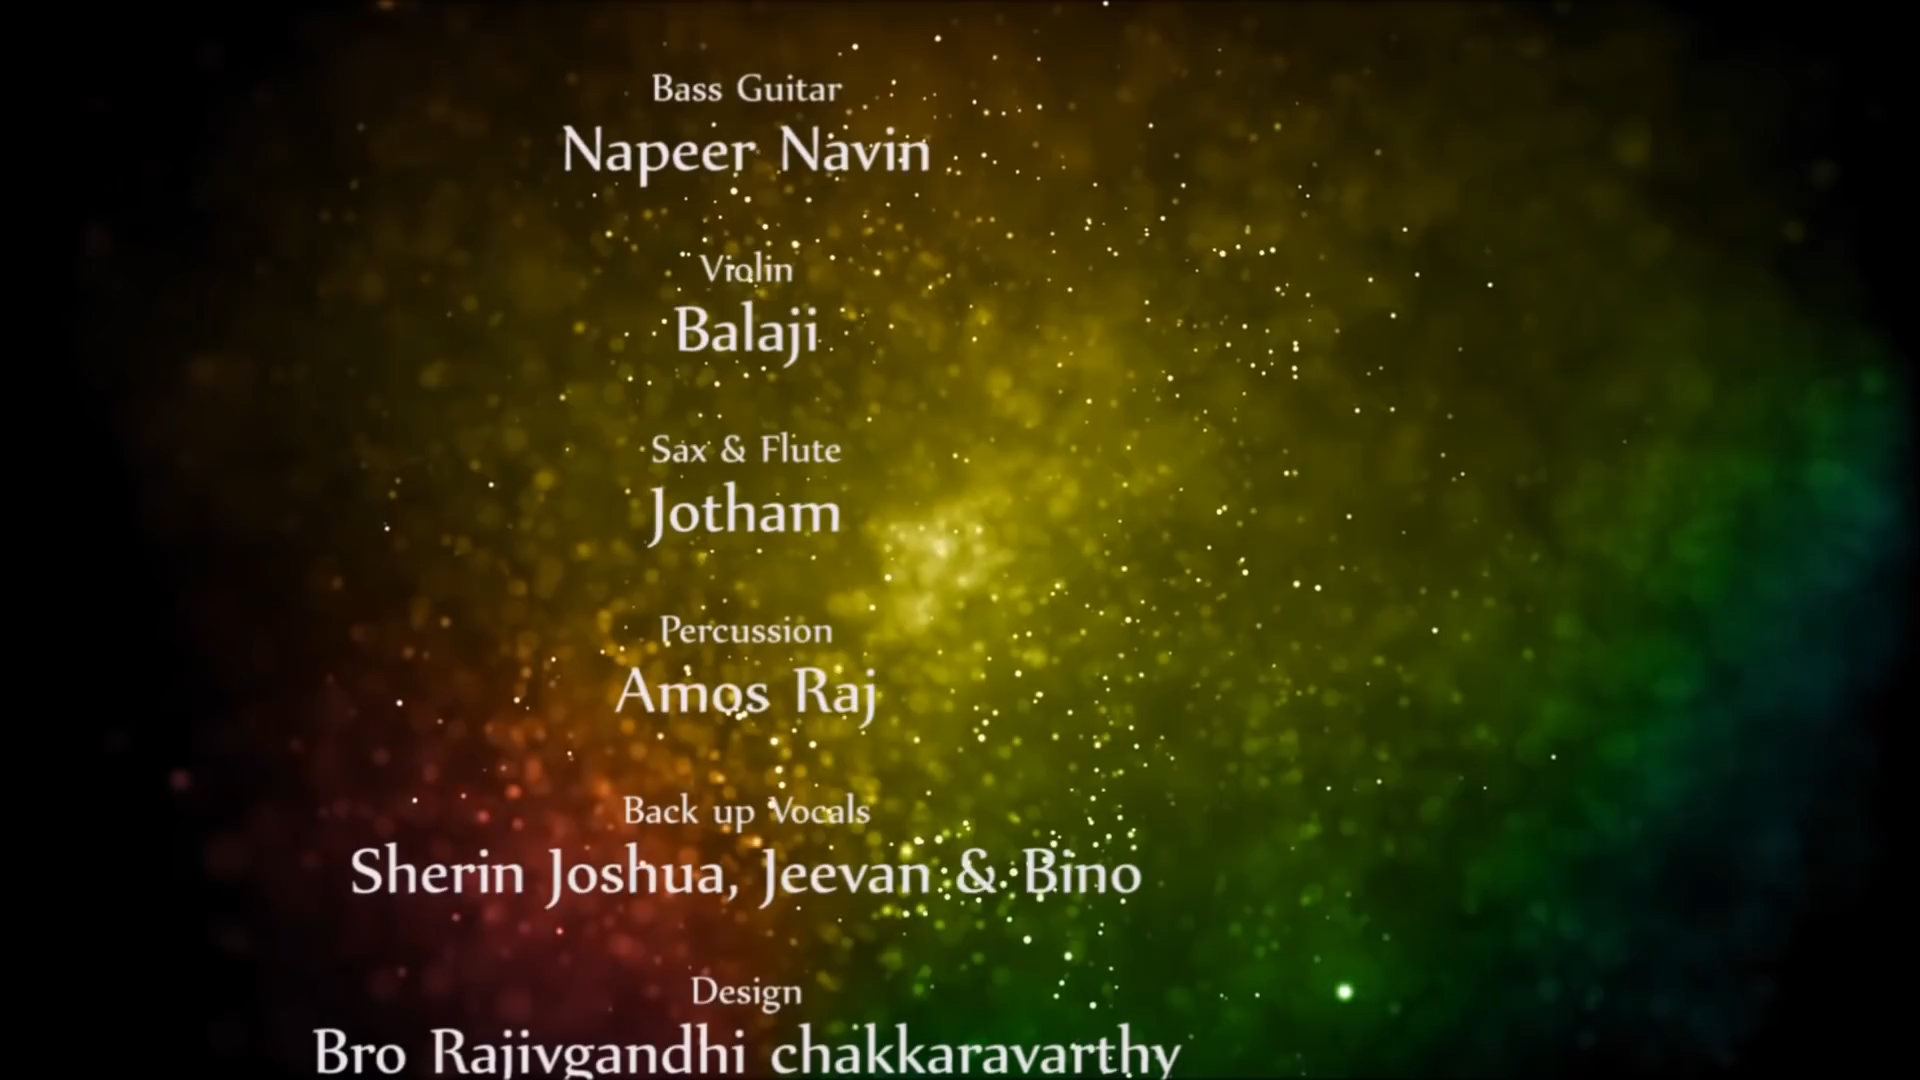 Bass Guitar
Napeer Navin
Violin
Balaji
Sax & Flute
Jotham
Percussion
Amos Raj
Back up Vocals
Sherin Joshua, Jeevan & Bino
Design
Bro Rajivgandhi chakkaravarthy